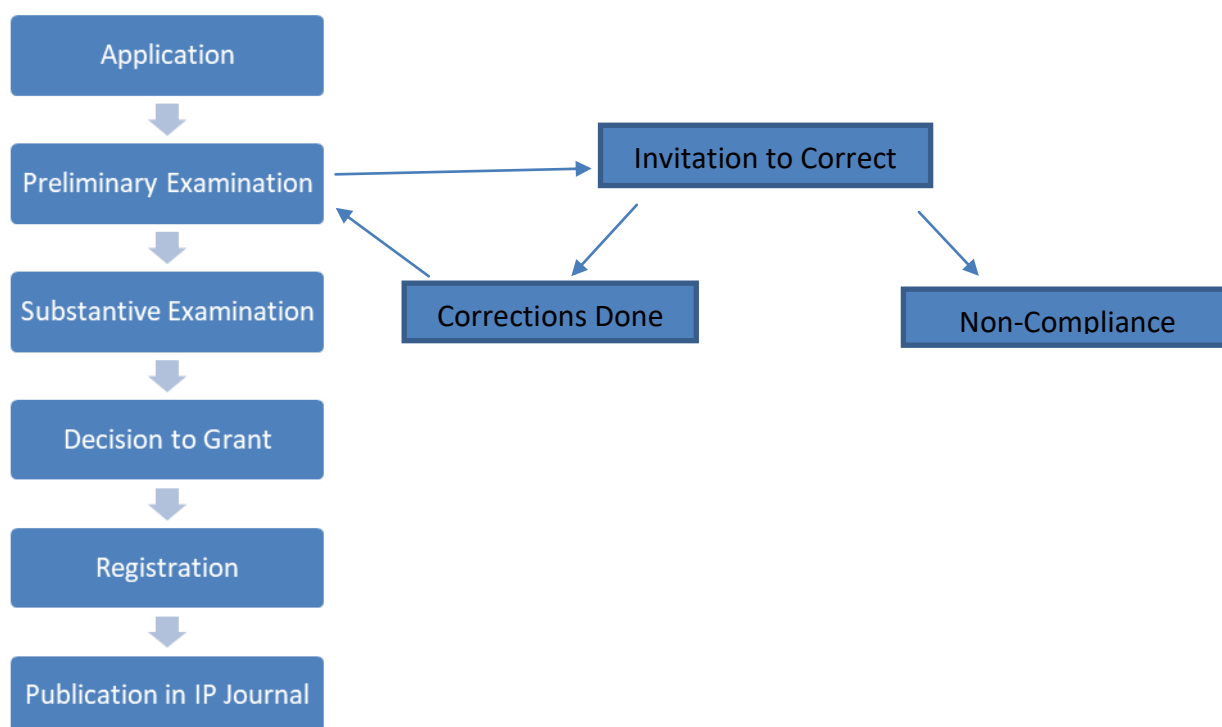 Application
Preliminary Examination
Invitation to Correct
Corrections Done
Non-Compliance
Substantive Examination
Decision to Grant
Registration
Publication in IP Journal